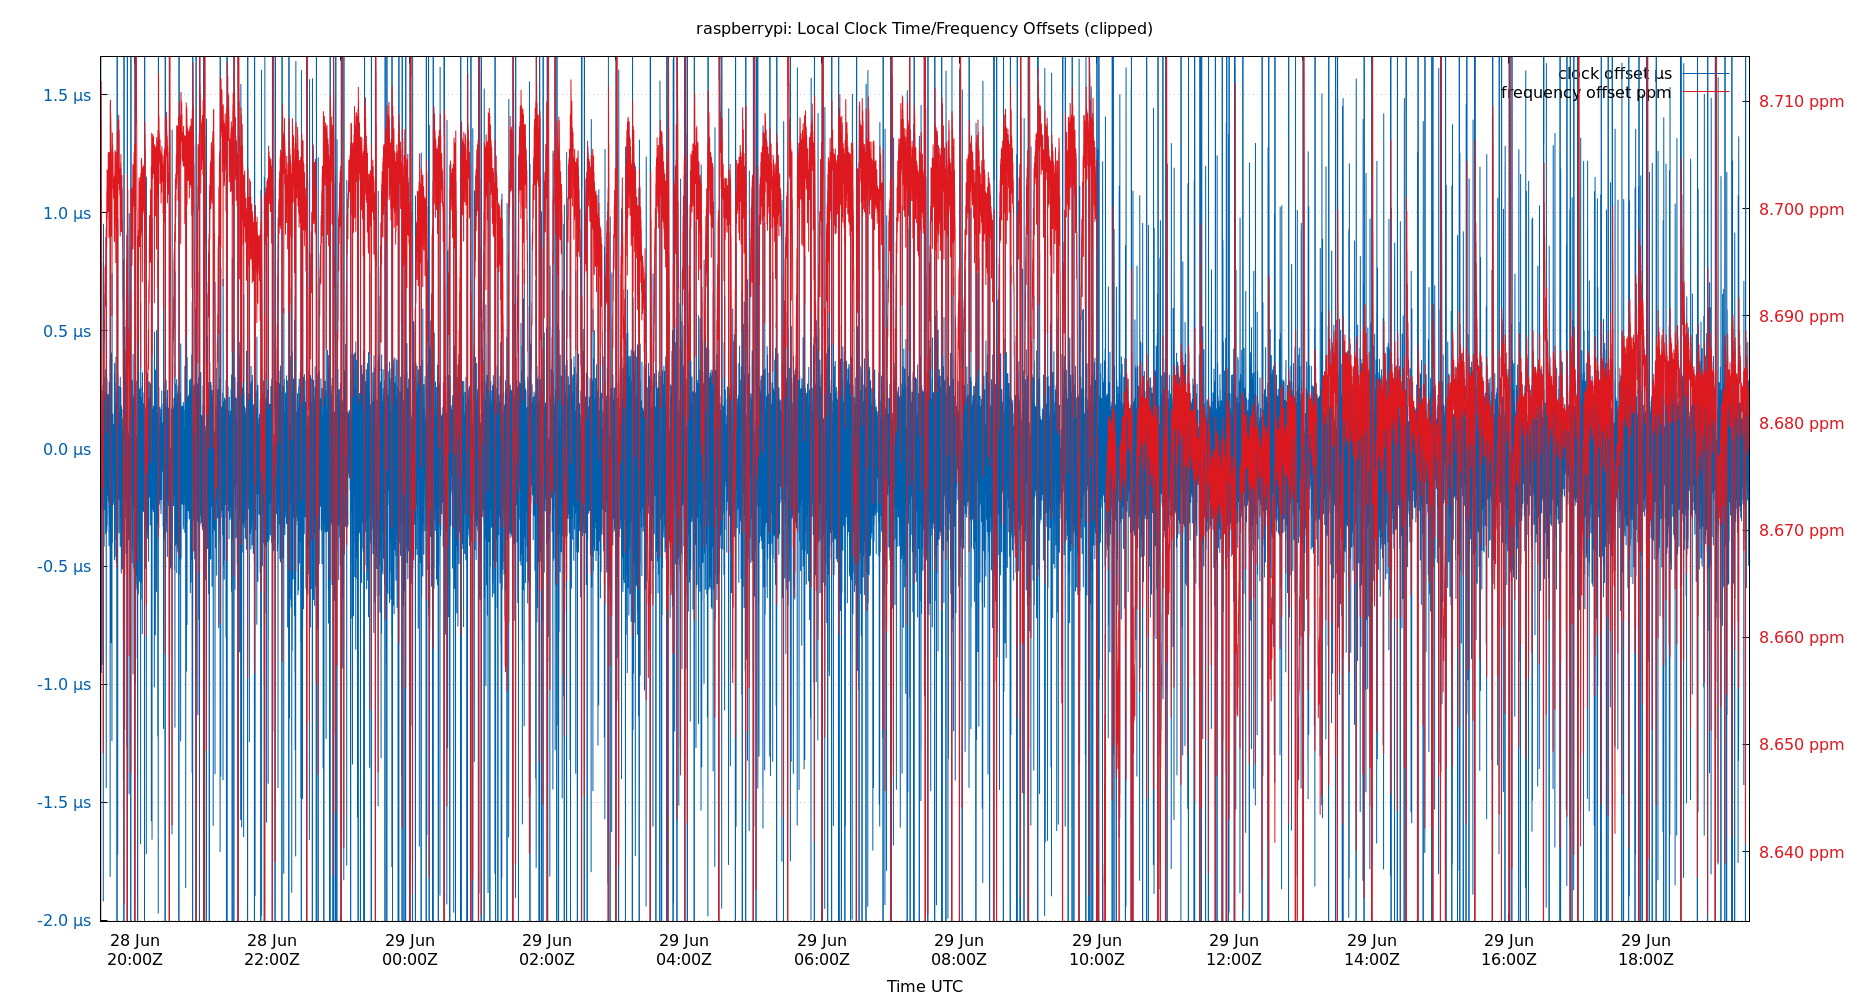 raspberrypi: Local Clock Time/Frequency Offsets (clipped)
clock offset µs
frequency offset ppm
1.5 µs
1.0 µs
0.5 µs
0.0 µs
-0.5 µs
-1.0 µs
-1.5 µs
-2.0 µs
8.710 ppm
8.700 ppm
8.690 ppm
8.680 ppm
8.670 ppm
8.660 ppm
8.650 ppm
8.640 ppm
28 Jun 28 Jun 29 Jun 29 Jun 29 Jun 29 Jun 29 Jun 29 Jun 29 Jun 29 Jun 29 Jun 29 Jun
20:00Z 22:00Z 00:00Z 02:00Z 04:00Z 06:00Z 08:00Z 10:00Z 12:00Z 14:00Z 16:00Z 18:00Z
Time UTC